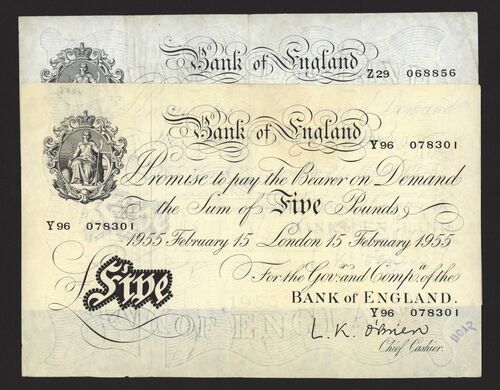 Bank of England
Z29 068856
Bank of England
Y96 078301
I Promise to pay the Bearer on Demand
the Sum of Five Pounds
Y96 078301
1955 February 15 London 15 February 1955
For the Govr. and Compa. of the
Five
BANK OF ENGLAND.
Y96 078301
L. K. O'Brien
Chief Cashier.